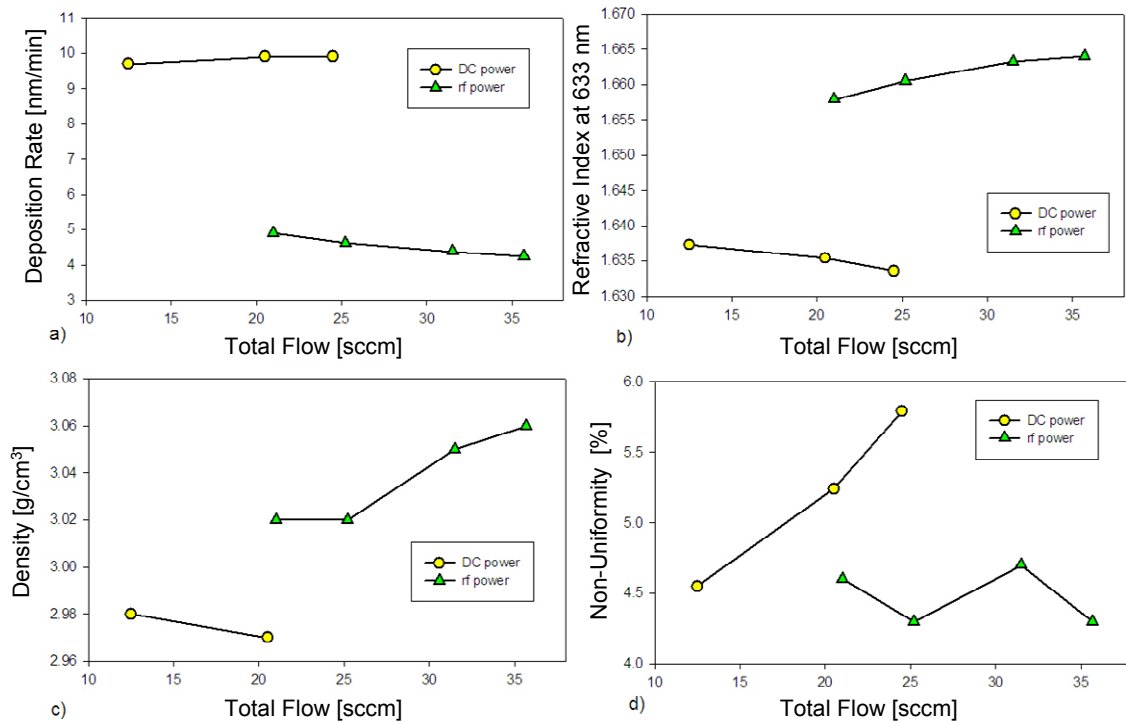 Deposition Rate [nm/min]
11
10
9
8
7
6
5
4
3
DC power
rf power
10 15 20 25 30 35
a)
Total Flow [sccm]
Refractive Index at 633 nm
1.670
1.665
1.660
1.655
1.650
1.645
1.640
1.635
1.630
DC power
rf power
10 15 20 25 30 35
b)
Total Flow [sccm]
Density [g/cm³]
3.08
3.06
3.04
3.02
3.00
2.98
2.96
DC power
rf power
10 15 20 25 30 35
c)
Total Flow [sccm]
Non-Uniformity [%]
6.0
5.5
5.0
4.5
4.0
DC power
rf power
10 15 20 25 30 35
d)
Total Flow [sccm]